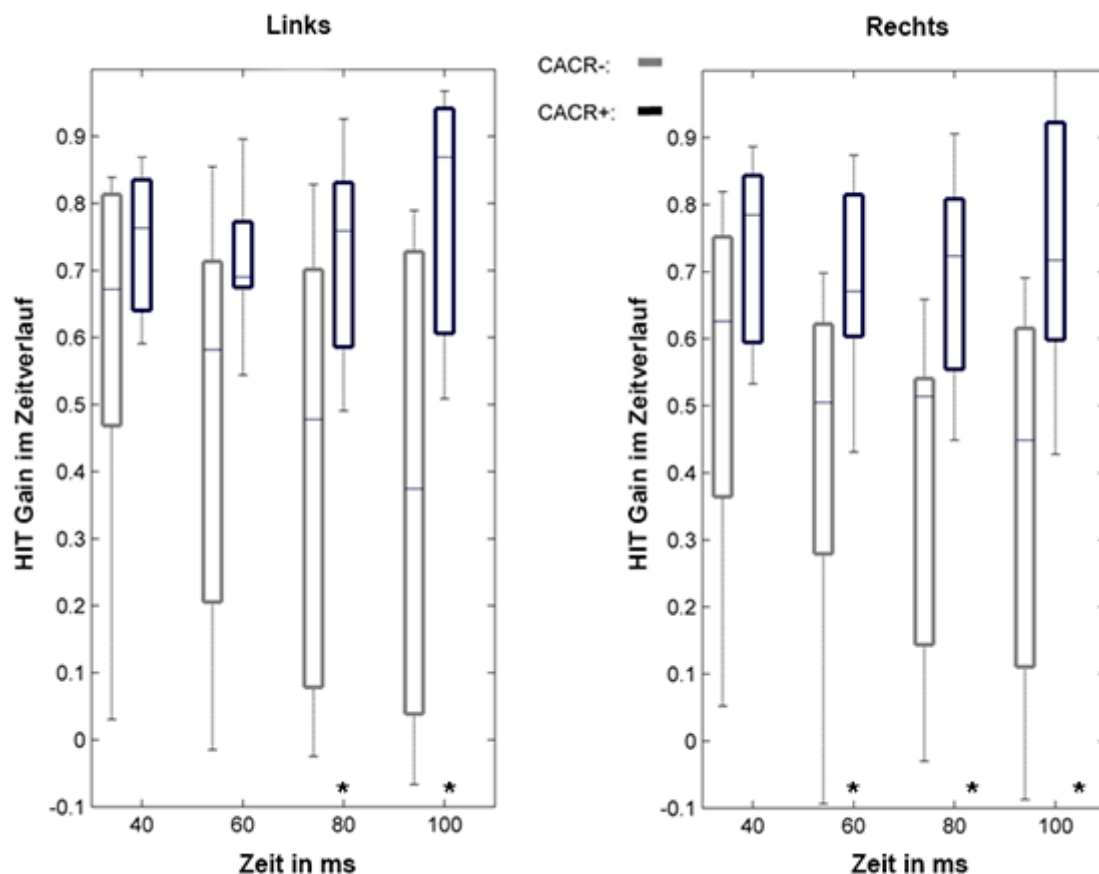 Links
Rechts
CACR-:
CACR+:
HIT Gain im Zeitverlauf
0.9
0.8
0.7
0.6
0.5
0.4
0.3
0.2
0.1
0
-0.1
* *
40 60 80 100
Zeit in ms
HIT Gain im Zeitverlauf
0.9
0.8
0.7
0.6
0.5
0.4
0.3
0.2
0.1
0
-0.1
* * *
40 60 80 100
Zeit in ms